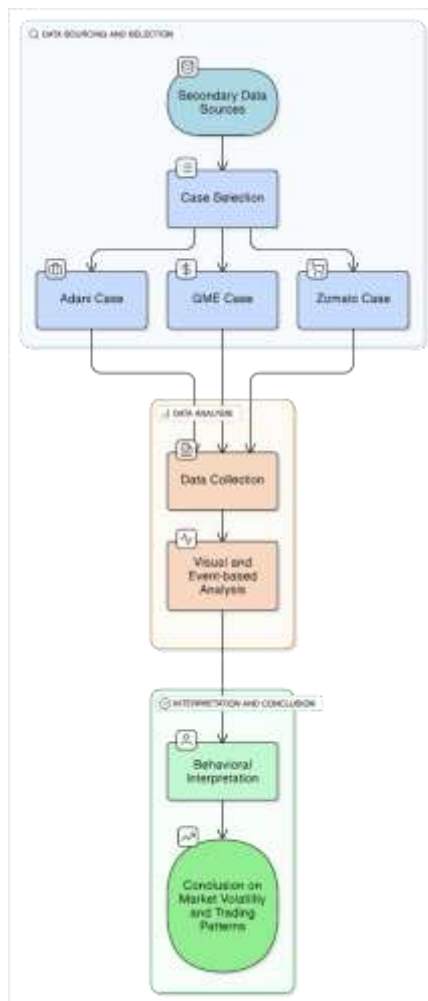 DATA SOURCING AND SELECTION
Secondary Data
Sources
Case Selection
Adani Case
GME Case
Zomato Case
DATA ANALYSIS
Data Collection
Visual and
Event-based
Analysis
INTERPRETATION AND CONCLUSION
Behavioral
Interpretation
Conclusion on
Market Volatility
and Trading
Patterns